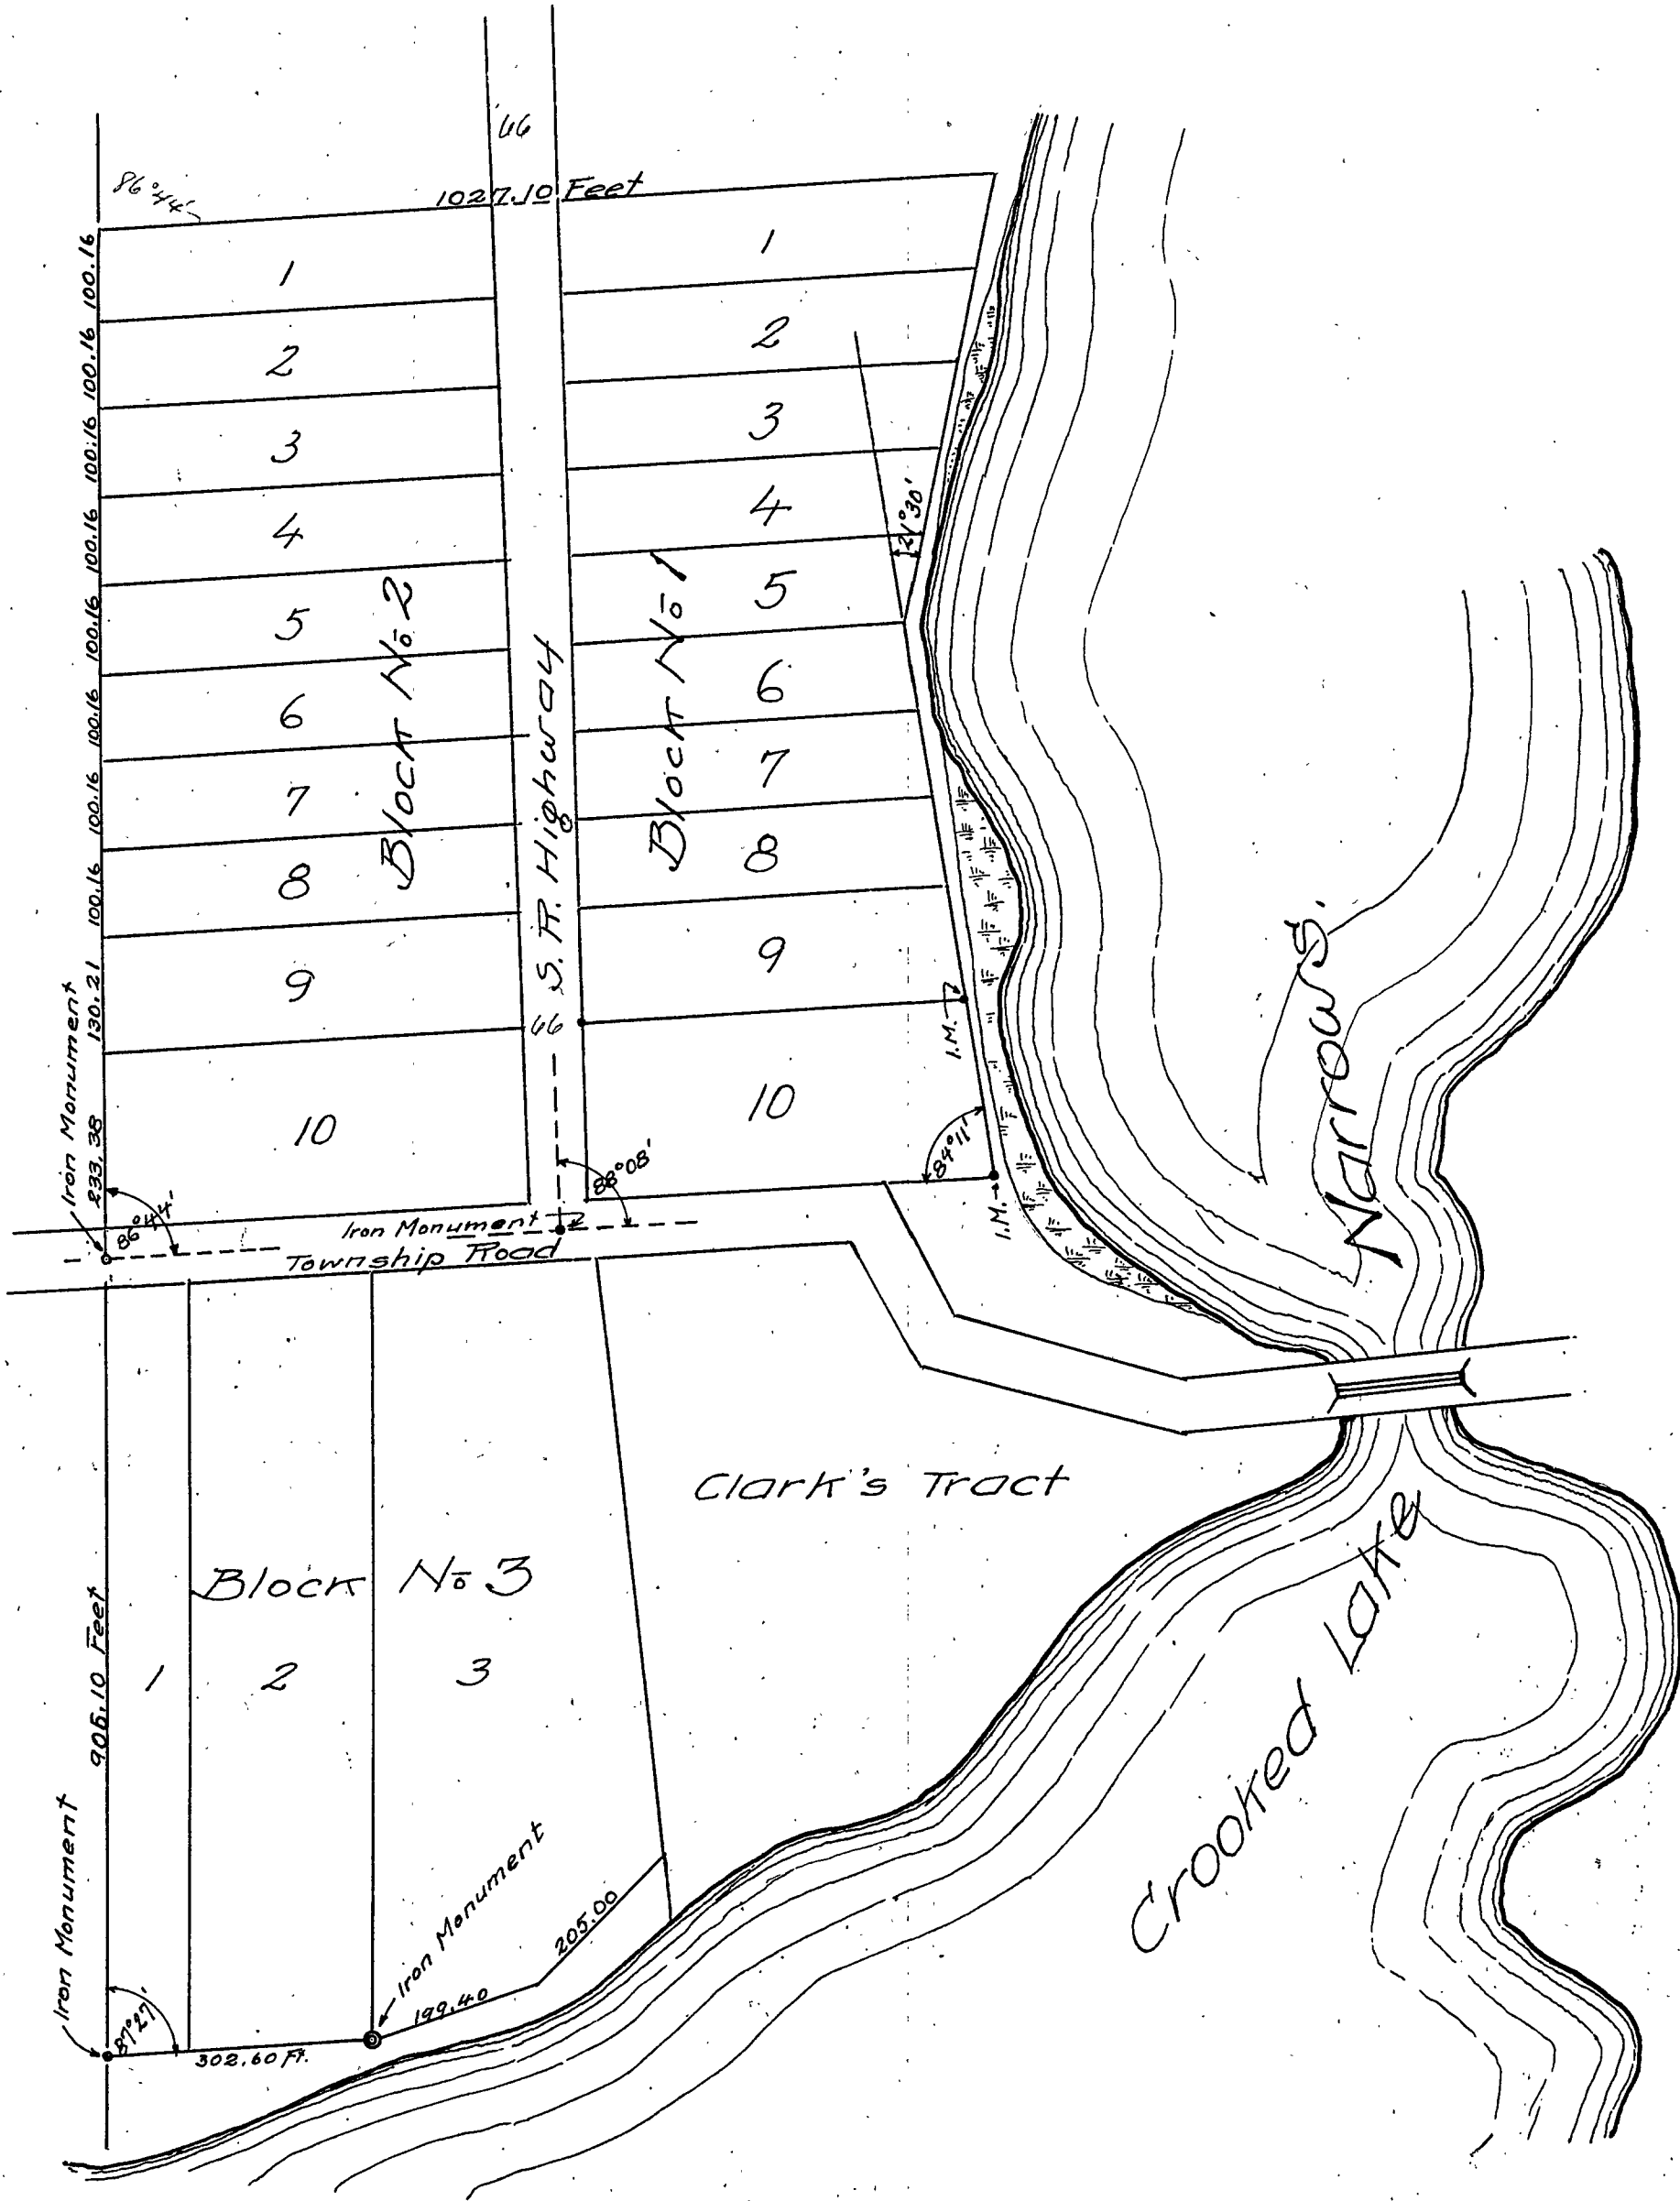 66
86°44'
1027.10 Feet
100.16
100.16
100.16
100.16
100.16
100.16
100.16
100.16
130.21
233.38
Iron Monument
1
2
3
4
5
6
7
8
9
10
Block No 2
S. R. Highway
66
Block No 1
1
2
3
4
5
6
7
8
9
10
21°30'
I.M.
I.M.
84°11'
88°08'
86°44'
Iron Monument
Township Road
Narrows.
Clark's Tract
Block No 3
1
2
3
905.10 Feet
Iron Monument
87°27'
302.60 Ft.
Iron Monument
199.40
205.00
Crooked Lake